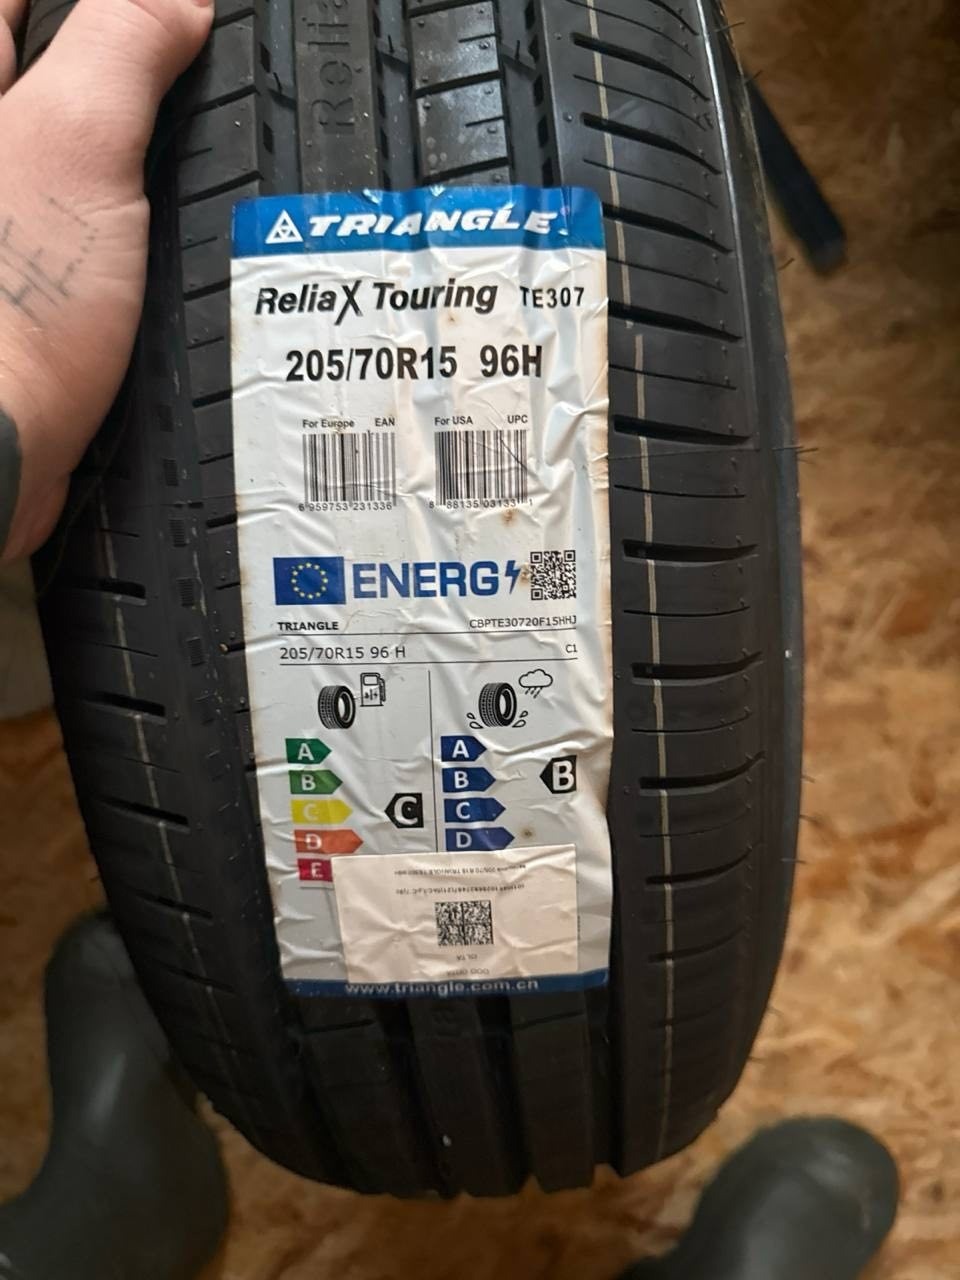 Relia
TRIANGLE
ReliaX Touring TE307
205/70R15 96H
For Europe EAN For USA UPC
6 959753 231336 8 88135 03133 1
ENERG
TRIANGLE CBPTE30720F15HHJ
205/70R15 96 H C1
A A
B B B
C C C
D D
E
www.triangle.com.cn